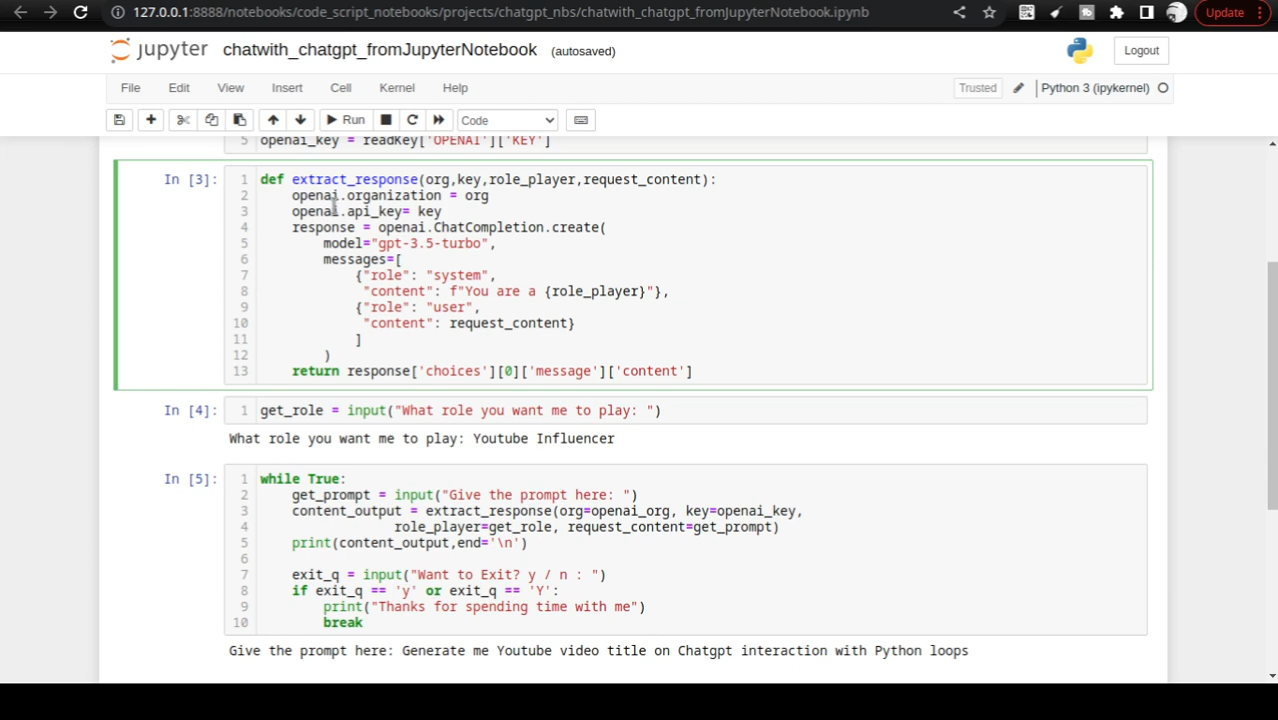 127.0.0.1:8888/notebooks/code_script_notebooks/projects/chatgpt_nbs/chatwith_chatgpt_fromJupyterNotebook.ipynb
Update
jupyter chatwith_chatgpt_fromJupyterNotebook (autosaved)
Logout
File Edit View Insert Cell Kernel Help
Trusted Python 3 (ipykernel)
Run Code
5 openai_key = readKey['OPENAI']['KEY']
In [3]: 1 def extract_response(org,key,role_player,request_content):
2     openai.organization = org
3     openai.api_key= key
4     response = openai.ChatCompletion.create(
5         model="gpt-3.5-turbo",
6         messages=[
7             {"role": "system",
8              "content": f"You are a {role_player}"},
9             {"role": "user",
10              "content": request_content}
11             ]
12         )
13     return response['choices'][0]['message']['content']
In [4]: 1 get_role = input("What role you want me to play: ")
What role you want me to play: Youtube Influencer
In [5]: 1 while True:
2     get_prompt = input("Give the prompt here: ")
3     content_output = extract_response(org=openai_org, key=openai_key,
4                  role_player=get_role, request_content=get_prompt)
5     print(content_output,end='\n')
6
7     exit_q = input("Want to Exit? y / n : ")
8     if exit_q == 'y' or exit_q == 'Y':
9         print("Thanks for spending time with me")
10         break
Give the prompt here: Generate me Youtube video title on Chatgpt interaction with Python loops